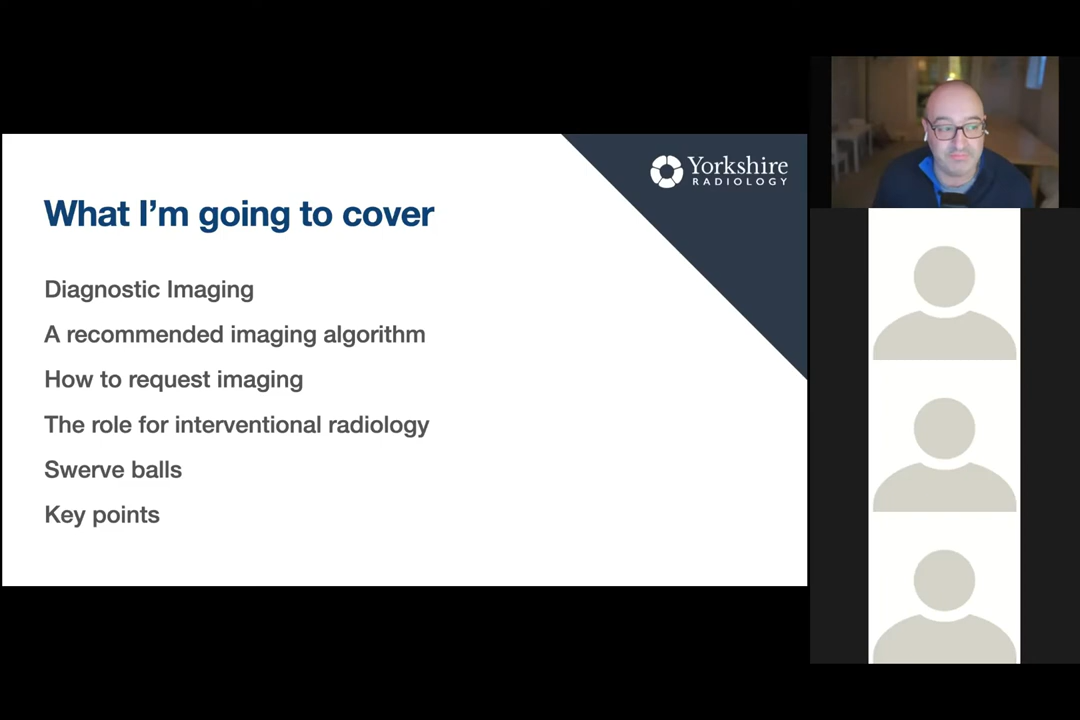 Yorkshire
RADIOLOGY
What I'm going to cover
Diagnostic Imaging
A recommended imaging algorithm
How to request imaging
The role for interventional radiology
Swerve balls
Key points